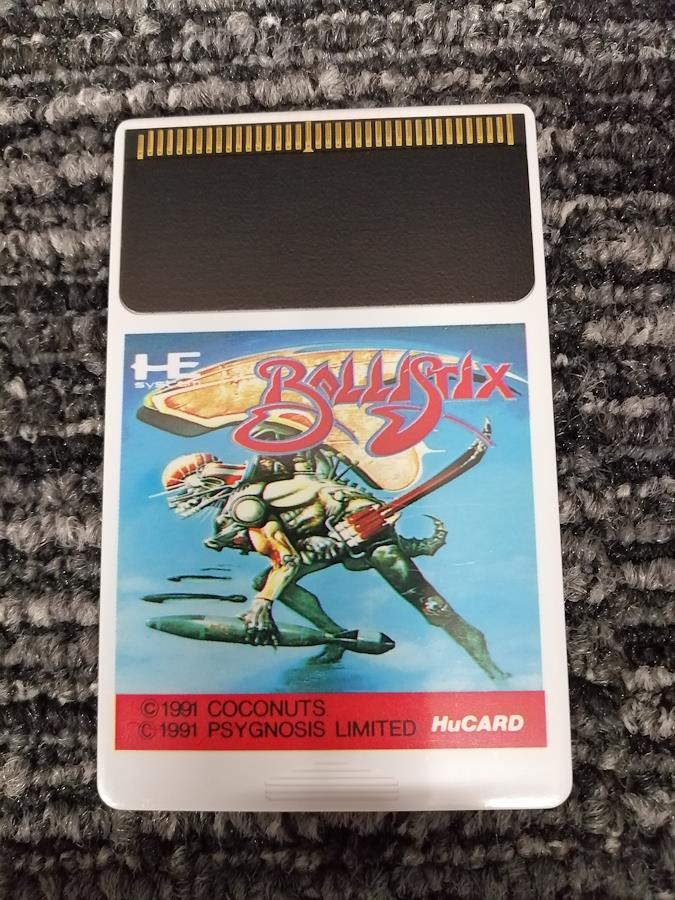 HE
system
BALLISTIX
©1991 COCONUTS
©1991 PSYGNOSIS LIMITED HuCARD